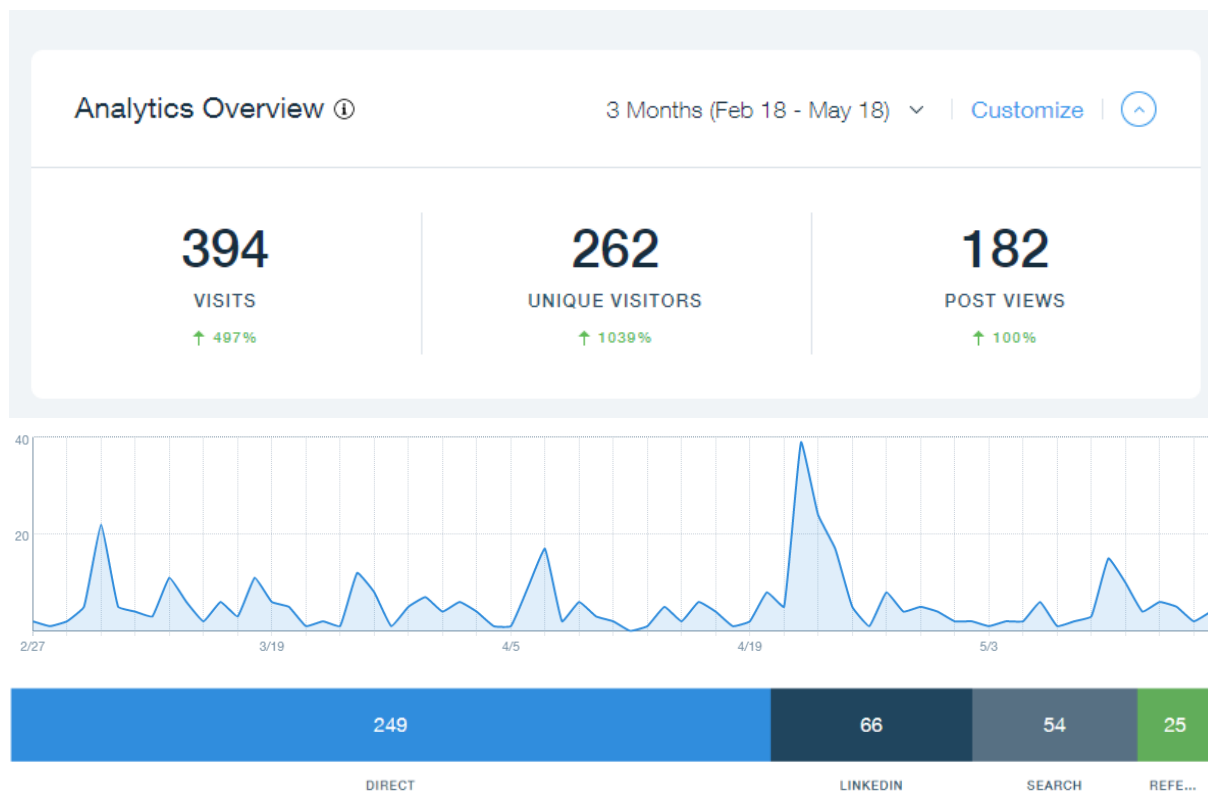 Analytics Overview
3 Months (Feb 18 - May 18)
Customize
394
262
182
VISITS
UNIQUE VISITORS
POST VIEWS
↑ 497%
↑ 1039%
↑ 100%
40
20
2/27
3/19
4/5
4/19
5/3
249
66
54
25
DIRECT
LINKEDIN
SEARCH
REFE...